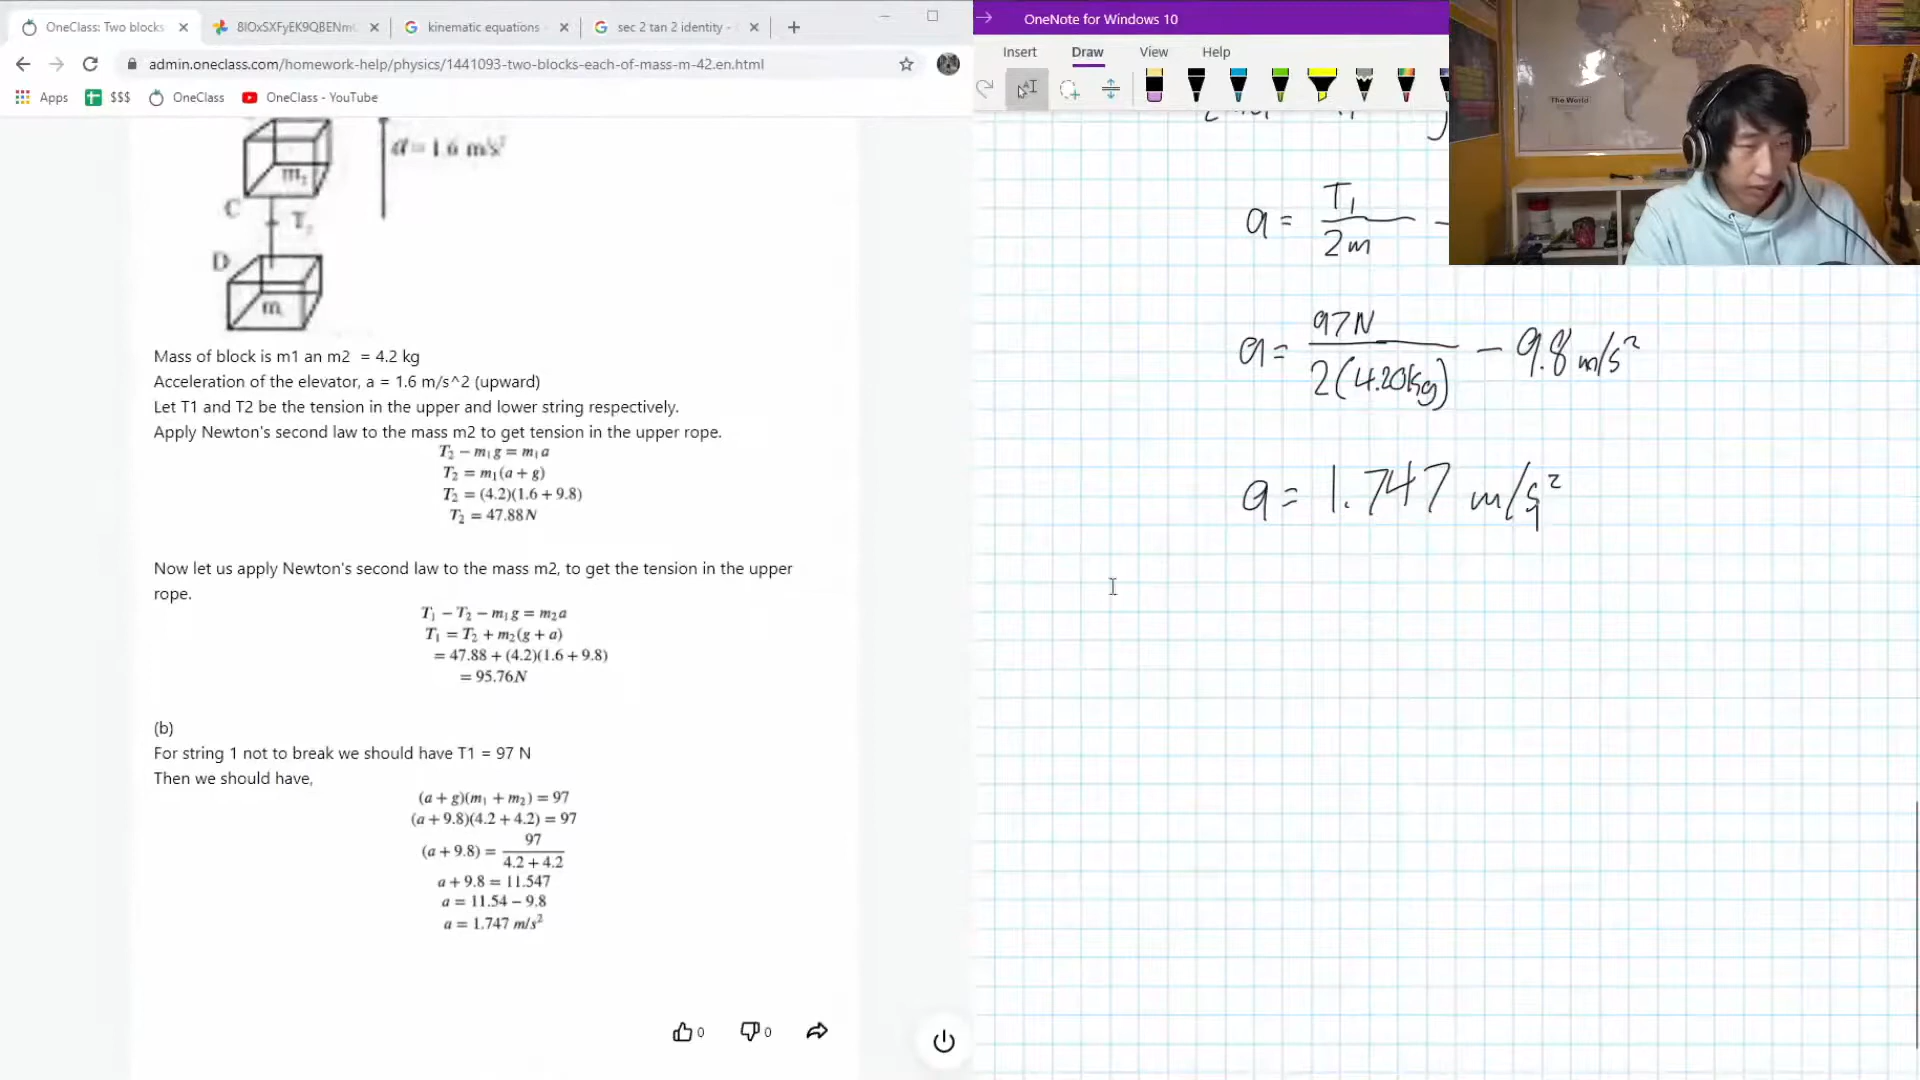 OneClass: Two blocks
8lOxSXFyEK9QBENm
kinematic equations -
sec 2 tan 2 identity -
OneNote for Windows 10
admin.oneclass.com/homework-help/physics/1441093-two-blocks-each-of-mass-m-42.en.html
Insert Draw View Help
Apps $$$ OneClass OneClass - YouTube
The World
a = 1.6 m/s²
C
T₂
D
m
Mass of block is m1 an m2 = 4.2 kg
Acceleration of the elevator, a = 1.6 m/s^2 (upward)
Let T1 and T2 be the tension in the upper and lower string respectively.
Apply Newton's second law to the mass m2 to get tension in the upper rope.
T₂ − m₁g = m₁a
T₂ = m₁(a + g)
T₂ = (4.2)(1.6 + 9.8)
T₂ = 47.88N
Now let us apply Newton's second law to the mass m2, to get the tension in the upper
rope.
T₁ − T₂ − m₁g = m₂a
T₁ = T₂ + m₂(g + a)
= 47.88 + (4.2)(1.6 + 9.8)
= 95.76N
(b)
For string 1 not to break we should have T1 = 97 N
Then we should have,
(a + g)(m₁ + m₂) = 97
(a + 9.8)(4.2 + 4.2) = 97
(a + 9.8) = 97 / 4.2 + 4.2
a + 9.8 = 11.547
a = 11.54 − 9.8
a = 1.747 m/s²
0 0
a = T₁ / 2m −
a = 97N / 2(4.20kg) − 9.8 m/s²
a = 1.747 m/s²